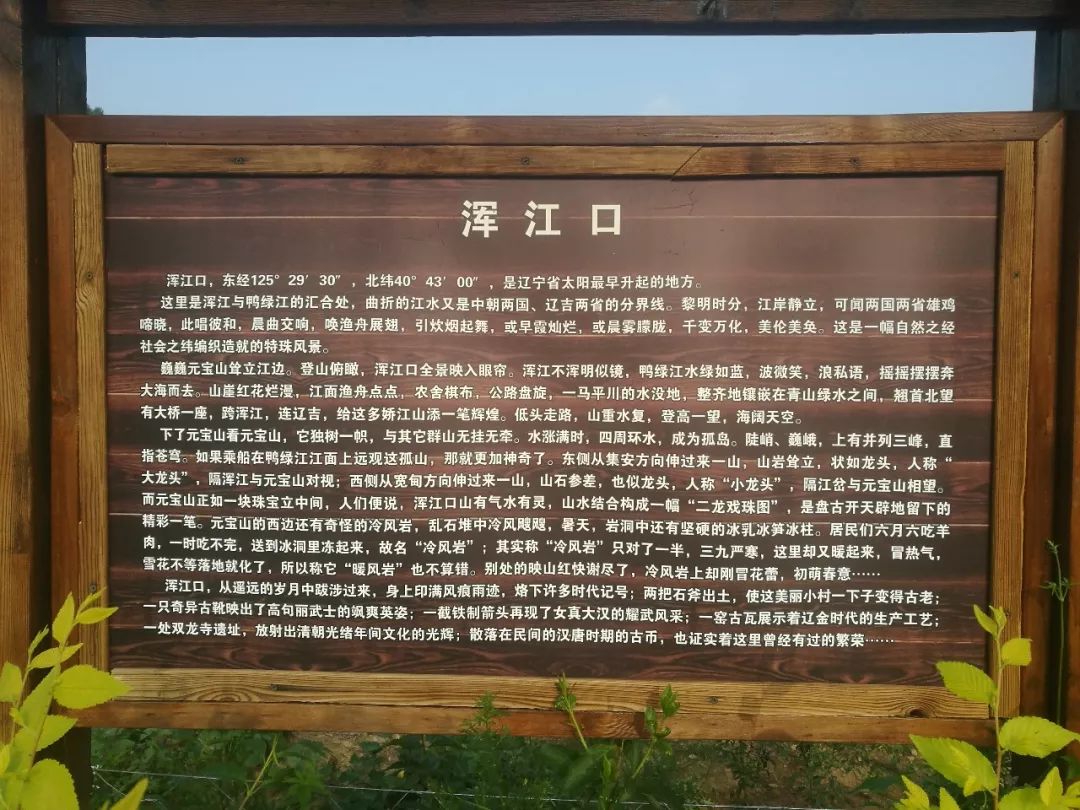 浑江口
浑江口，东经125°29′30″，北纬40°43′00″，是辽宁省太阳最早升起的地方。
这里是浑江与鸭绿江的汇合处，曲折的江水又是中朝两国、辽吉两省的分界线。黎明时分，江岸静立，可闻两国两省雄鸡
啼晓，此唱彼和，晨曲交响，唤渔舟展翅，引炊烟起舞，或早霞灿烂，或晨雾朦胧，千变万化，美伦美奂。这是一幅自然之经
社会之纬编织造就的特殊风景。
巍巍元宝山耸立江边。登山俯瞰，浑江口全景映入眼帘。浑江不浑明似镜，鸭绿江水绿如蓝，波微笑，浪私语，摇摇摆摆奔
大海而去。山崖红花烂漫，江面渔舟点点，农舍棋布，公路盘旋，一马平川的水没地，整齐地镶嵌在青山绿水之间，翘首北望
有大桥一座，跨浑江，连辽吉，给这多娇江山添一笔辉煌。低头走路，山重水复，登高一望，海阔天空。
下了元宝山看元宝山，它独树一帜，与其它群山无挂无牵。水涨满时，四周环水，成为孤岛。陡峭、巍峨，上有并列三峰，直
指苍穹。如果乘船在鸭绿江江面上远观这孤山，那就更加神奇了。东侧从集安方向伸过来一山，山岩耸立，状如龙头，人称“
大龙头”，隔浑江与元宝山对视；西侧从宽甸方向伸过来一山，山石参差，也似龙头，人称“小龙头”，隔江岔与元宝山相望。
而元宝山正如一块珠宝立中间，人们便说，浑江口山有气水有灵，山水结合构成一幅“二龙戏珠图”，是盘古开天辟地留下的
精彩一笔。元宝山的西边还有奇怪的冷风岩，乱石堆中冷风飕飕，暑天，岩洞中还有坚硬的冰乳冰笋冰柱。居民们六月六吃羊
肉，一时吃不完，送到冰洞里冻起来，故名“冷风岩”；其实称“冷风岩”只对了一半，三九严寒，这里却又暖起来，冒热气，
雪花不等落地就化了，所以称它“暖风岩”也不算错。别处的映山红快谢尽了，冷风岩上却刚冒花蕾，初萌春意……
浑江口，从遥远的岁月中跋涉过来，身上印满风痕雨迹，烙下许多时代记号；两把石斧出土，使这美丽小村一下子变得古老；
一只奇异古靴映出了高句丽武士的飒爽英姿；一截铁制箭头再现了女真大汉的耀武风采；一窑古瓦展示着辽金时代的生产工艺；
一处双龙寺遗址，放射出清朝光绪年间文化的光辉；散落在民间的汉唐时期的古币，也证实着这里曾经有过的繁荣……